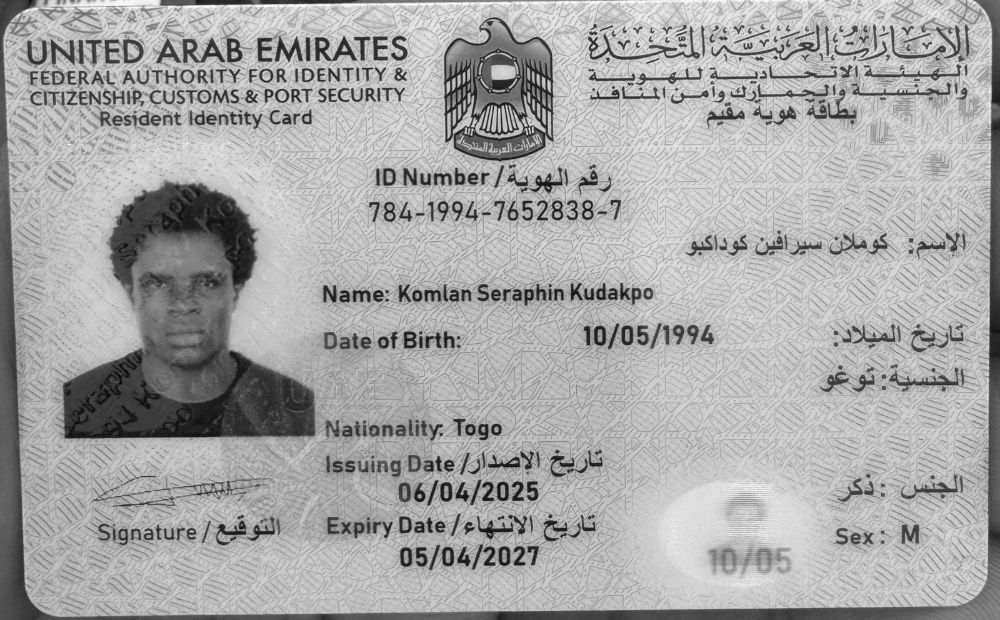 UNITED ARAB EMIRATES
FEDERAL AUTHORITY FOR IDENTITY &
CITIZENSHIP, CUSTOMS & PORT SECURITY
Resident Identity Card
الإمارات العربية المتحدة
الهيئة الاتحادية للهوية
والجنسية والجمارك وأمن المنافذ
بطاقة هوية مقيم
الإمارات العربية المتحدة
ID Number / رقم الهوية
784-1994-7652838-7
الإسم: كوملان سيرافين كوداكبو
Name: Komlan Seraphin Kudakpo
Date of Birth: 10/05/1994 تاريخ الميلاد:
الجنسية: توغو
Nationality: Togo
Issuing Date / تاريخ الإصدار
06/04/2025
الجنس: ذكر
Signature / التوقيع
Expiry Date / تاريخ الانتهاء
05/04/2027
Sex: M
10/05